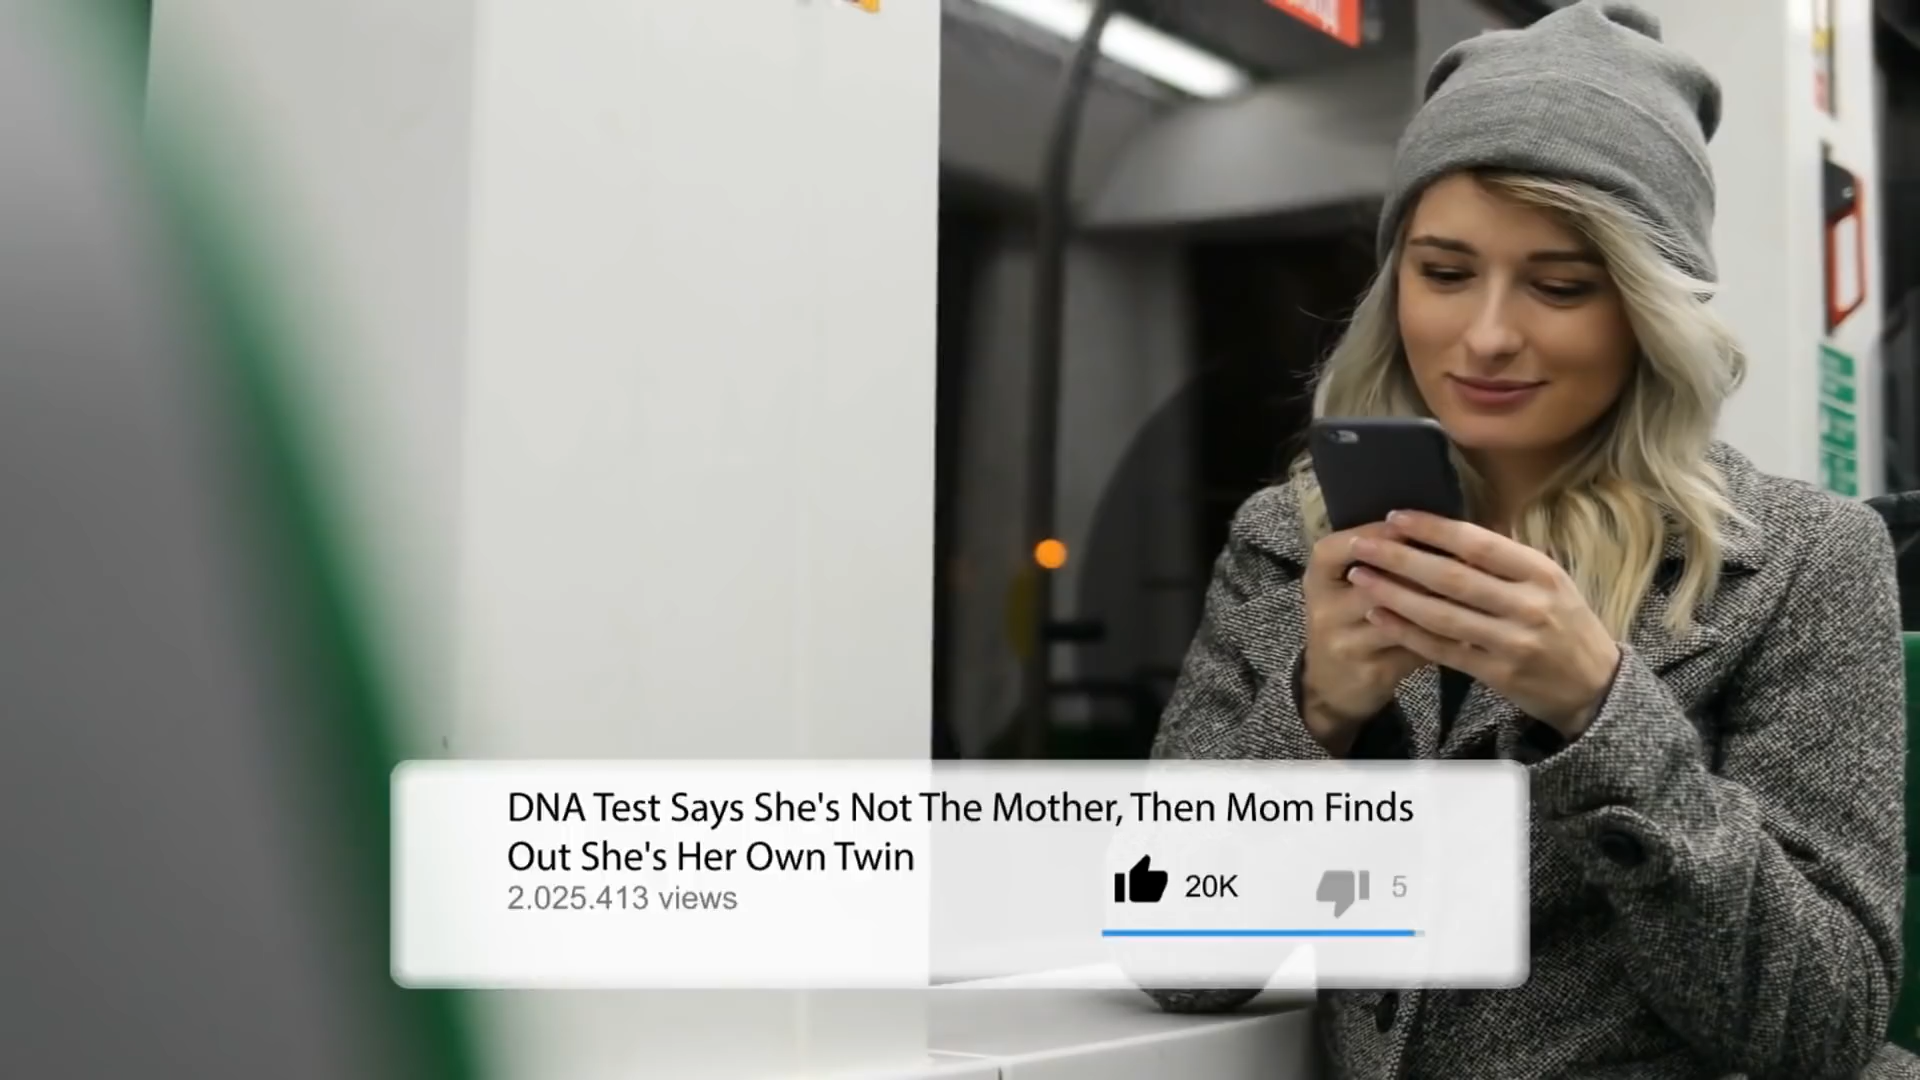 DNA Test Says She's Not The Mother, Then Mom Finds
Out She's Her Own Twin
2.025.413 views
20K
5